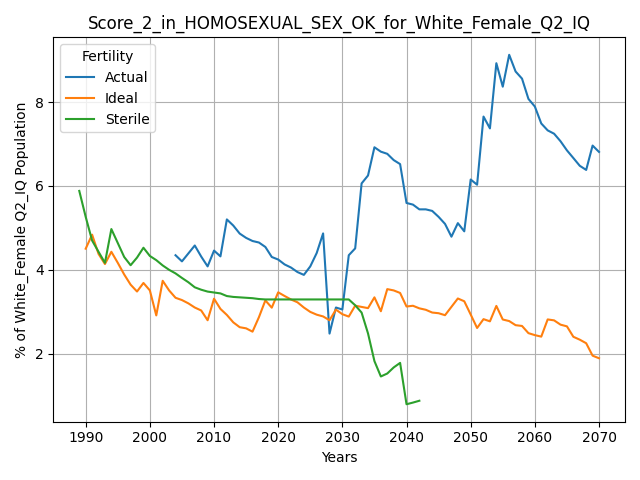 Score_2_in_HOMOSEXUAL_SEX_OK_for_White_Female_Q2_IQ
Fertility
Actual
Ideal
Sterile
% of White_Female Q2_IQ Population
8
6
4
2
1990 2000 2010 2020 2030 2040 2050 2060 2070
Years